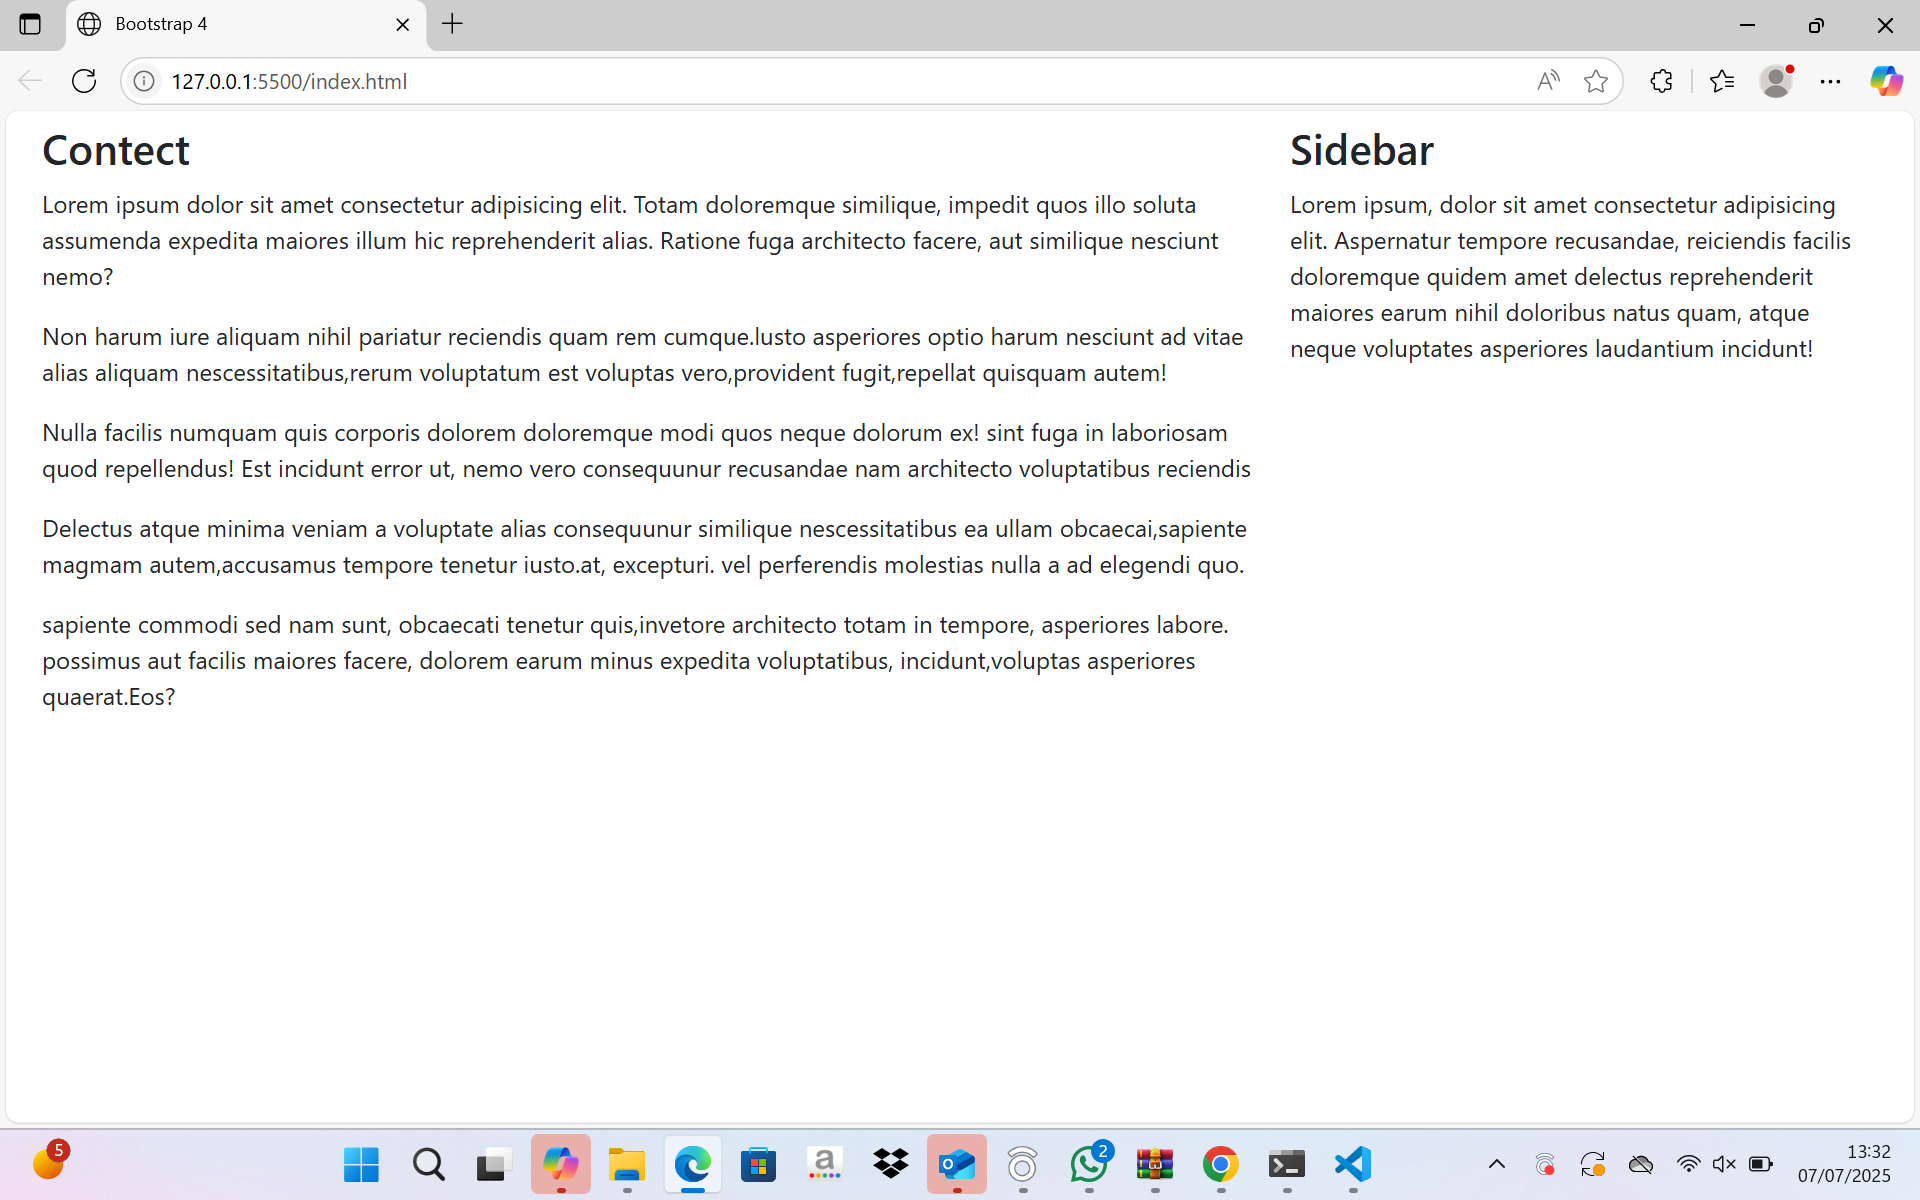 Bootstrap 4
127.0.0.1:5500/index.html
Contect
Lorem ipsum dolor sit amet consectetur adipisicing elit. Totam doloremque similique, impedit quos illo soluta
assumenda expedita maiores illum hic reprehenderit alias. Ratione fuga architecto facere, aut similique nesciunt
nemo?
Non harum iure aliquam nihil pariatur reciendis quam rem cumque.lusto asperiores optio harum nesciunt ad vitae
alias aliquam nescessitatibus,rerum voluptatum est voluptas vero,provident fugit,repellat quisquam autem!
Nulla facilis numquam quis corporis dolorem doloremque modi quos neque dolorum ex! sint fuga in laboriosam
quod repellendus! Est incidunt error ut, nemo vero consequunur recusandae nam architecto voluptatibus reciendis
Delectus atque minima veniam a voluptate alias consequunur similique nescessitatibus ea ullam obcaecai,sapiente
magmam autem,accusamus tempore tenetur iusto.at, excepturi. vel perferendis molestias nulla a ad elegendi quo.
sapiente commodi sed nam sunt, obcaecati tenetur quis,invetore architecto totam in tempore, asperiores labore.
possimus aut facilis maiores facere, dolorem earum minus expedita voluptatibus, incidunt,voluptas asperiores
quaerat.Eos?
Sidebar
Lorem ipsum, dolor sit amet consectetur adipisicing
elit. Aspernatur tempore recusandae, reiciendis facilis
doloremque quidem amet delectus reprehenderit
maiores earum nihil doloribus natus quam, atque
neque voluptates asperiores laudantium incidunt!
5
a
2
13:32
07/07/2025